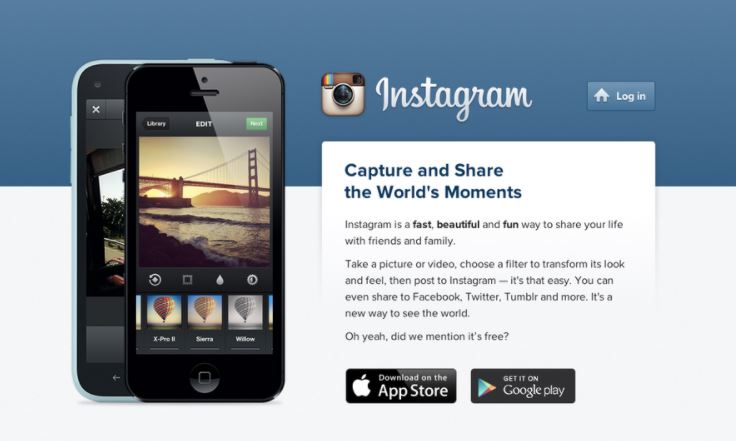 Instagram
Log in
Library
EDIT
Next
X-Pro II
Sierra
Willow
Capture and Share
the World's Moments
Instagram is a fast, beautiful and fun way to share your life
with friends and family.
Take a picture or video, choose a filter to transform its look
and feel, then post to Instagram — it's that easy. You can
even share to Facebook, Twitter, Tumblr and more. It's a
new way to see the world.
Oh yeah, did we mention it's free?
Download on the
App Store
GET IT ON
Google play